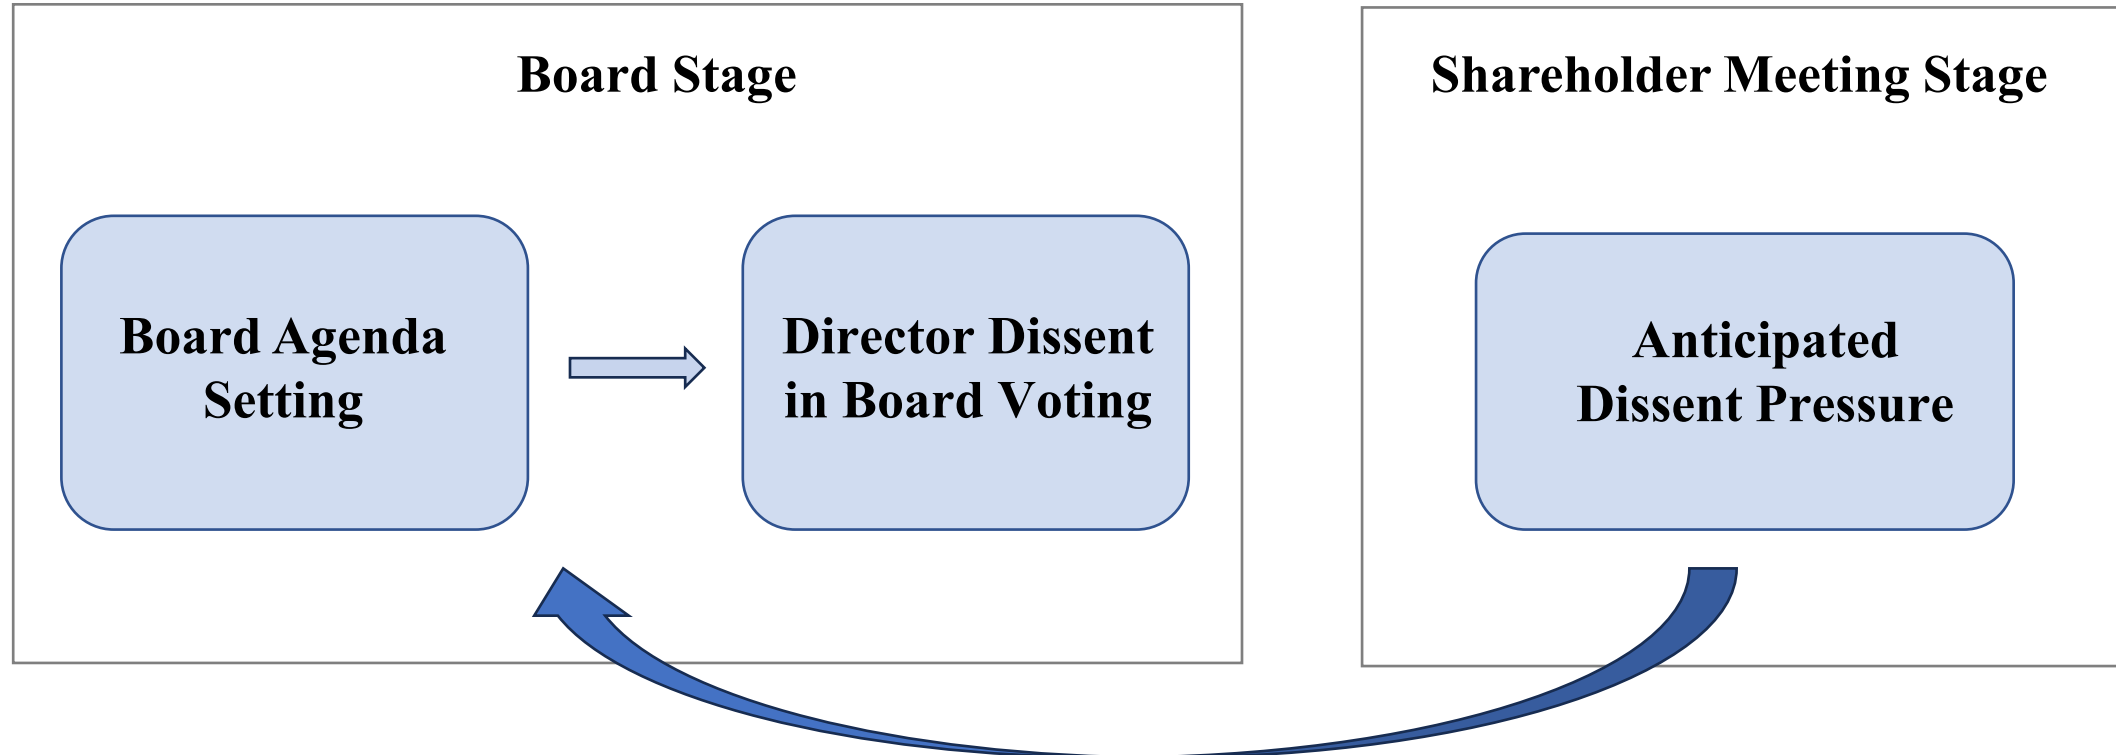 Board Stage
Board Agenda
Setting
Director Dissent
in Board Voting
Shareholder Meeting Stage
Anticipated
Dissent Pressure